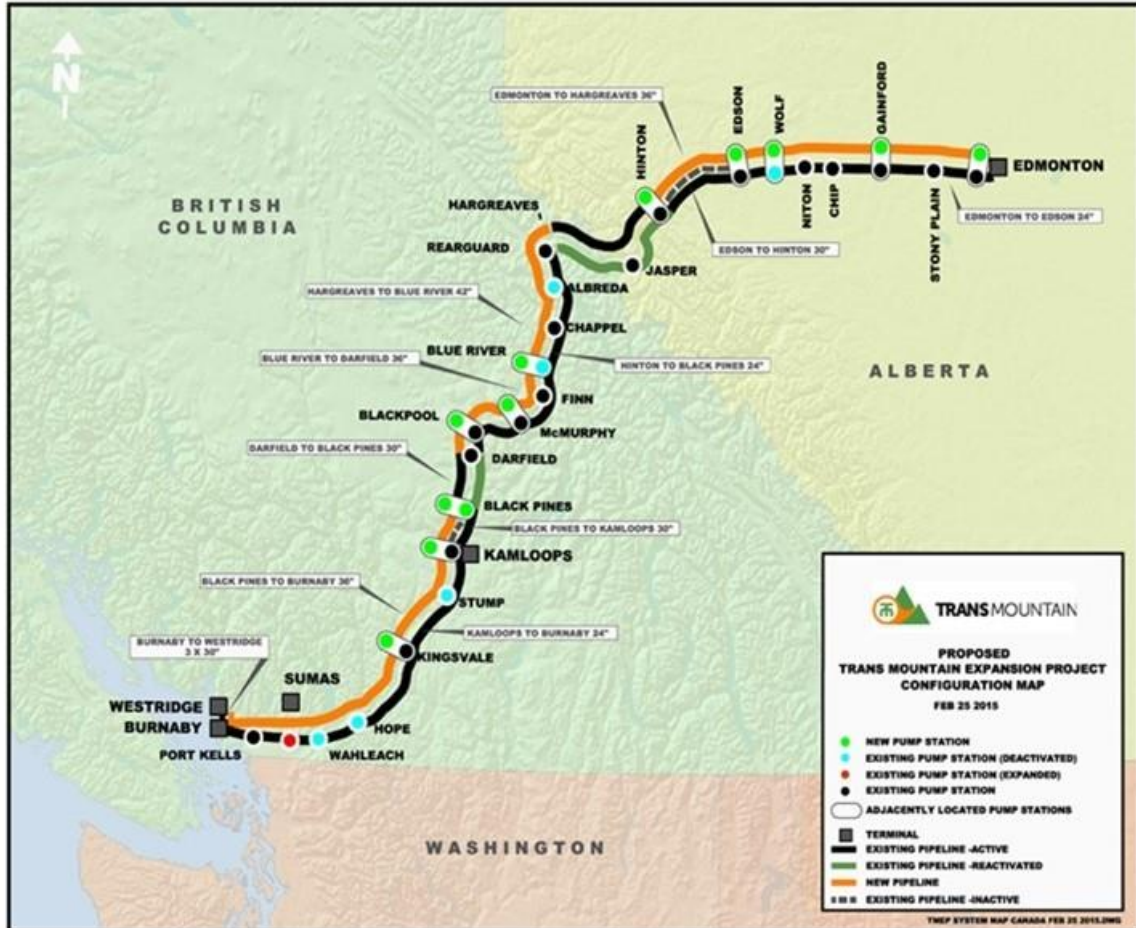 N
EDMONTON TO HARGREAVES 36"
EDSON
WOLF
GAINFORD
HINTON
EDMONTON
BRITISH
COLUMBIA
HARGREAVES
NITON
CHIP
STONY PLAIN
EDMONTON TO EDSON 24"
REARGUARD
EDSON TO HINTON 30"
JASPER
HARGREAVES TO BLUE RIVER 42"
ALBREDA
CHAPPEL
BLUE RIVER TO DARFIELD 36"
BLUE RIVER
HINTON TO BLACK PINES 24"
ALBERTA
FINN
BLACKPOOL
McMURPHY
DARFIELD TO BLACK PINES 30"
DARFIELD
BLACK PINES
BLACK PINES TO KAMLOOPS 30"
KAMLOOPS
BLACK PINES TO BURNABY 36"
STUMP
KAMLOOPS TO BURNABY 24"
BURNABY TO WESTRIDGE
3 X 30"
KINGSVALE
SUMAS
WESTRIDGE
BURNABY
HOPE
PORT KELLS
WAHLEACH
WASHINGTON
TRANSMOUNTAIN
PROPOSED
TRANS MOUNTAIN EXPANSION PROJECT
CONFIGURATION MAP
FEB 25 2015
NEW PUMP STATION
EXISTING PUMP STATION (DEACTIVATED)
EXISTING PUMP STATION (EXPANDED)
EXISTING PUMP STATION
ADJACENTLY LOCATED PUMP STATIONS
TERMINAL
EXISTING PIPELINE -ACTIVE
EXISTING PIPELINE -REACTIVATED
NEW PIPELINE
EXISTING PIPELINE -INACTIVE
TMEP SYSTEM MAP CANADA FEB 25 2015.DWG